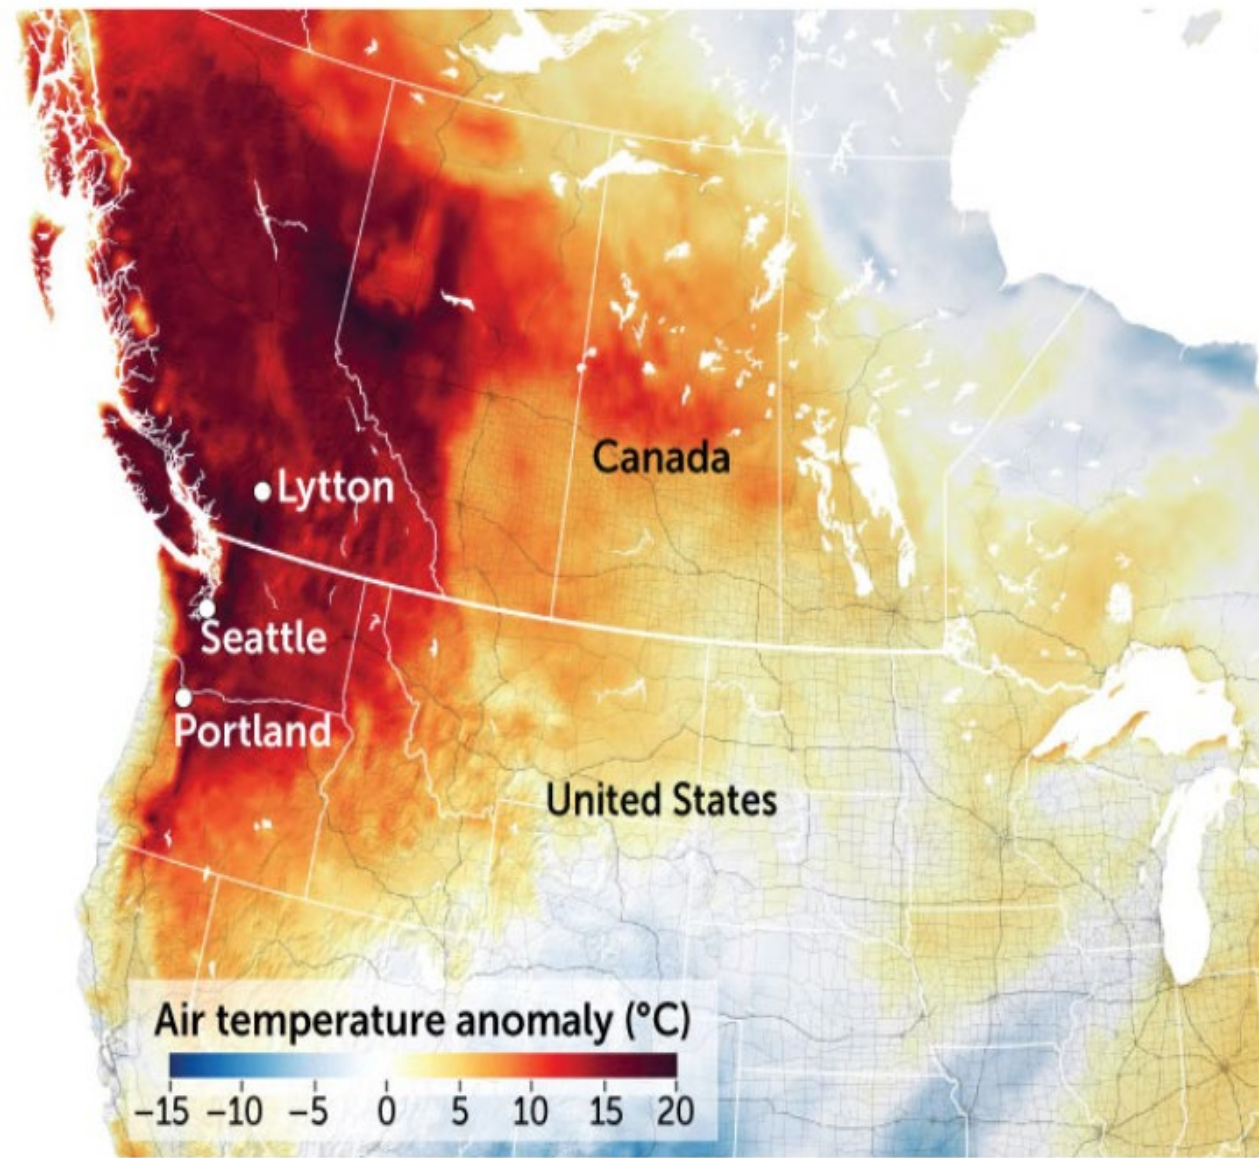 Canada
Lytton
Seattle
Portland
United States
Air temperature anomaly (°C)
−15 −10 −5 0 5 10 15 20